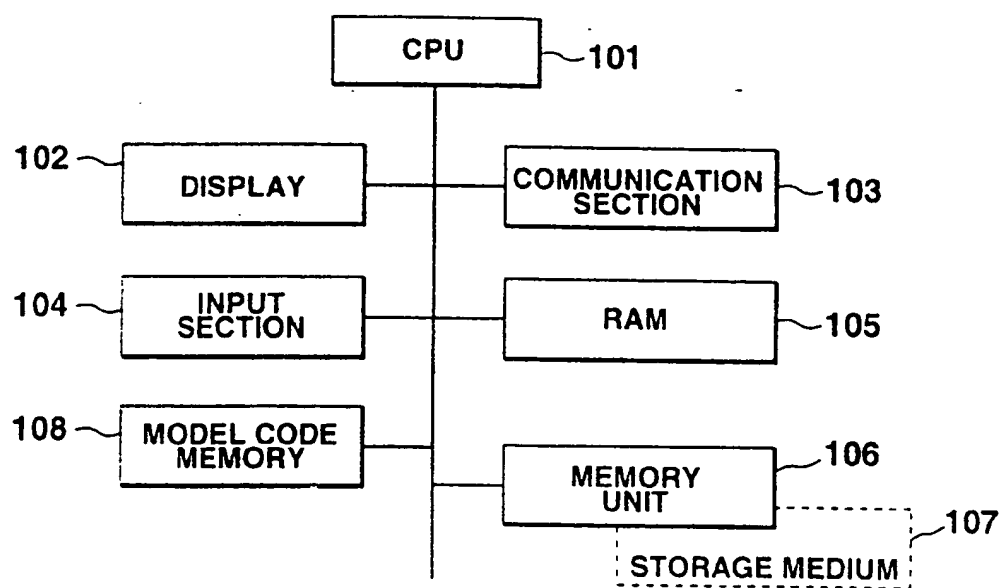 CPU
101
102
DISPLAY
COMMUNICATION
SECTION
103
104
INPUT
SECTION
RAM
105
108
MODEL CODE
MEMORY
MEMORY
UNIT
106
107
STORAGE MEDIUM